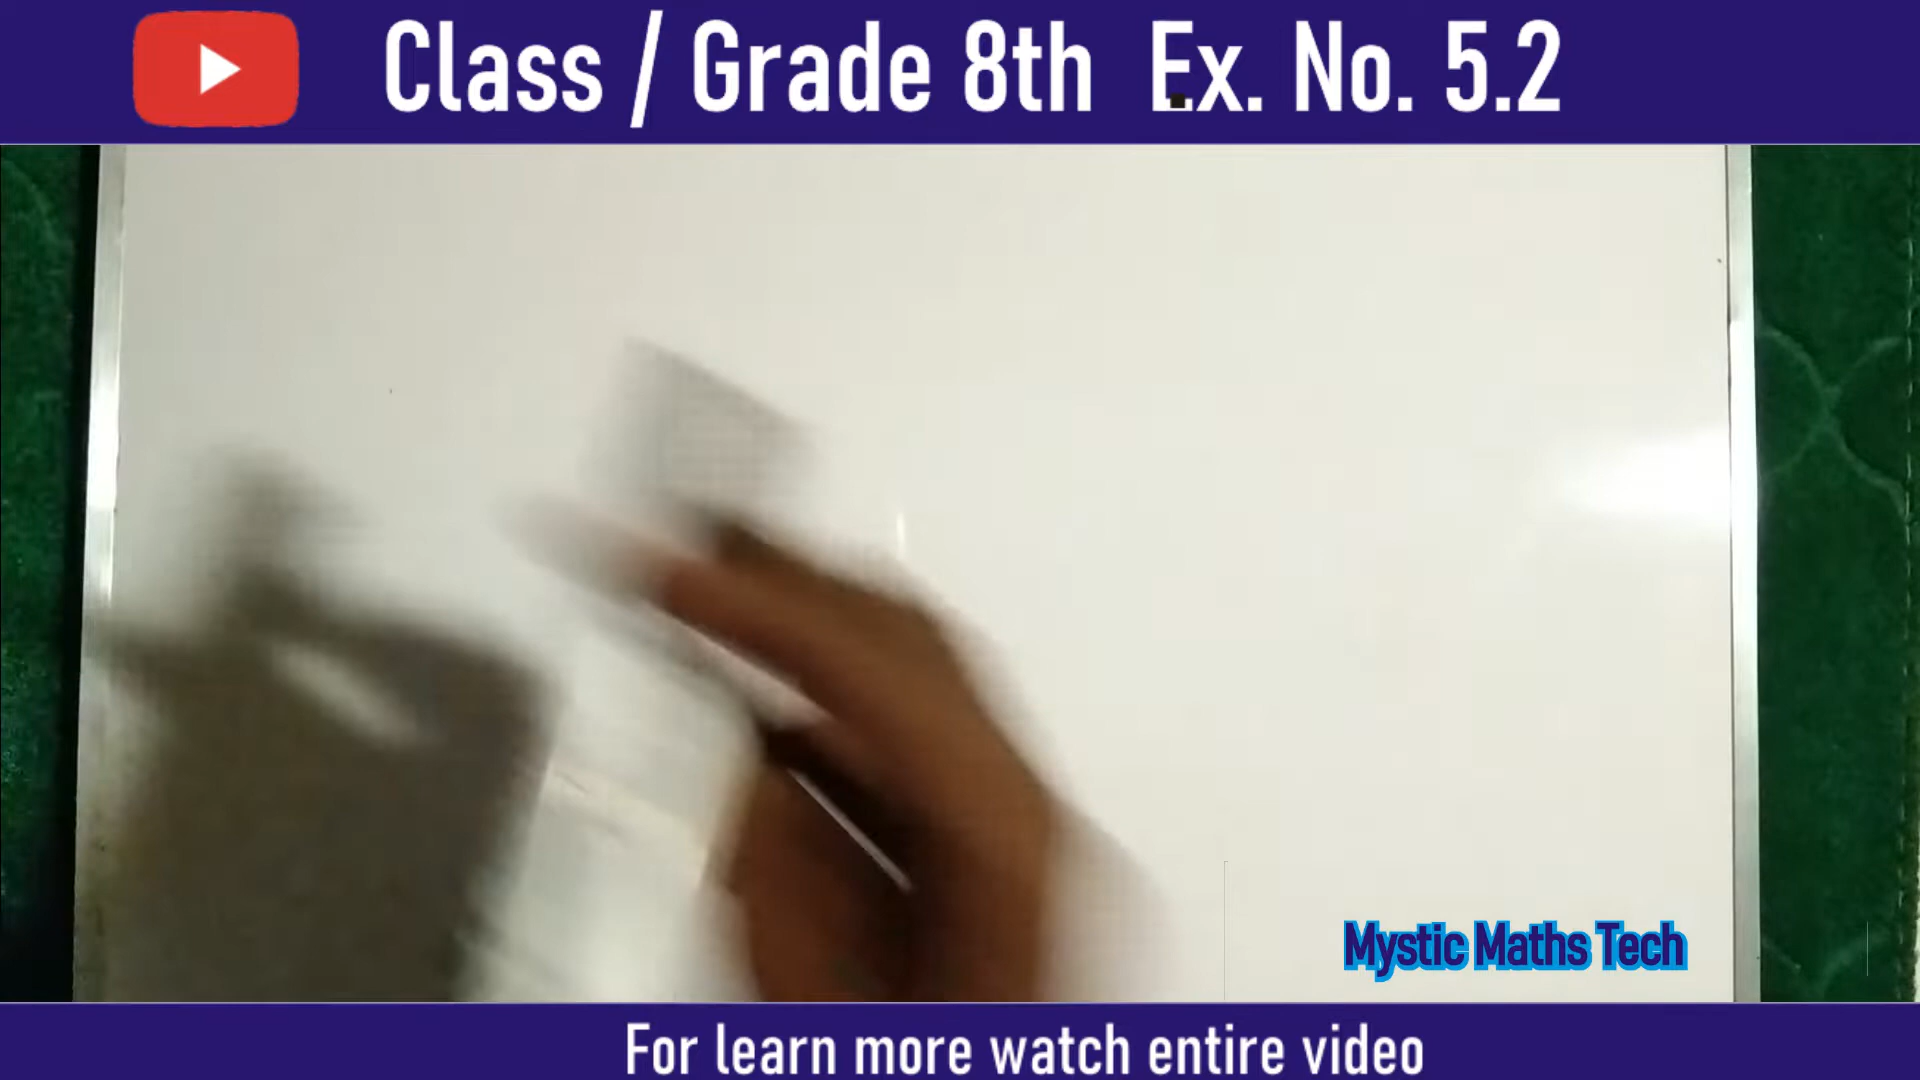 Class / Grade 8th Ex. No. 5.2
Mystic Maths Tech
For learn more watch entire video